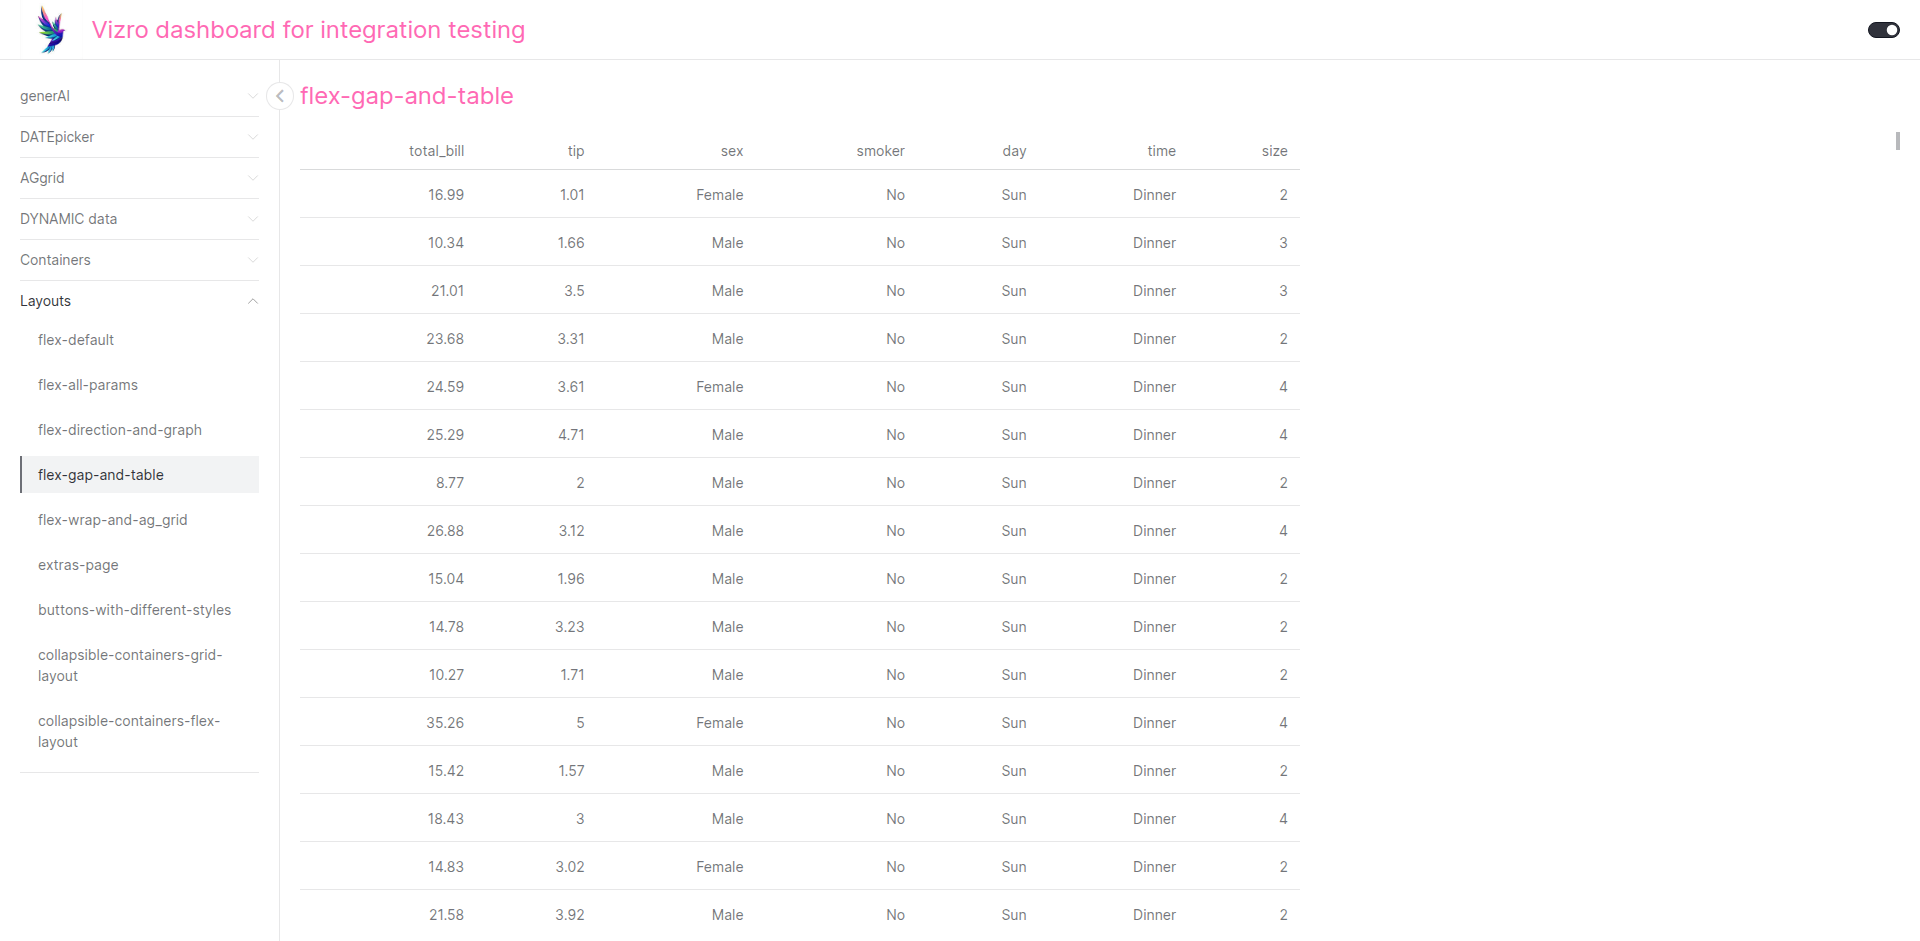 Vizro dashboard for integration testing
generAI
DATEpicker
AGgrid
DYNAMIC data
Containers
Layouts
flex-default
flex-all-params
flex-direction-and-graph
flex-gap-and-table
flex-wrap-and-ag_grid
extras-page
buttons-with-different-styles
collapsible-containers-grid-
layout
collapsible-containers-flex-
layout
flex-gap-and-table
total_bill tip sex smoker day time size
16.99 1.01 Female No Sun Dinner 2
10.34 1.66 Male No Sun Dinner 3
21.01 3.5 Male No Sun Dinner 3
23.68 3.31 Male No Sun Dinner 2
24.59 3.61 Female No Sun Dinner 4
25.29 4.71 Male No Sun Dinner 4
8.77 2 Male No Sun Dinner 2
26.88 3.12 Male No Sun Dinner 4
15.04 1.96 Male No Sun Dinner 2
14.78 3.23 Male No Sun Dinner 2
10.27 1.71 Male No Sun Dinner 2
35.26 5 Female No Sun Dinner 4
15.42 1.57 Male No Sun Dinner 2
18.43 3 Male No Sun Dinner 4
14.83 3.02 Female No Sun Dinner 2
21.58 3.92 Male No Sun Dinner 2